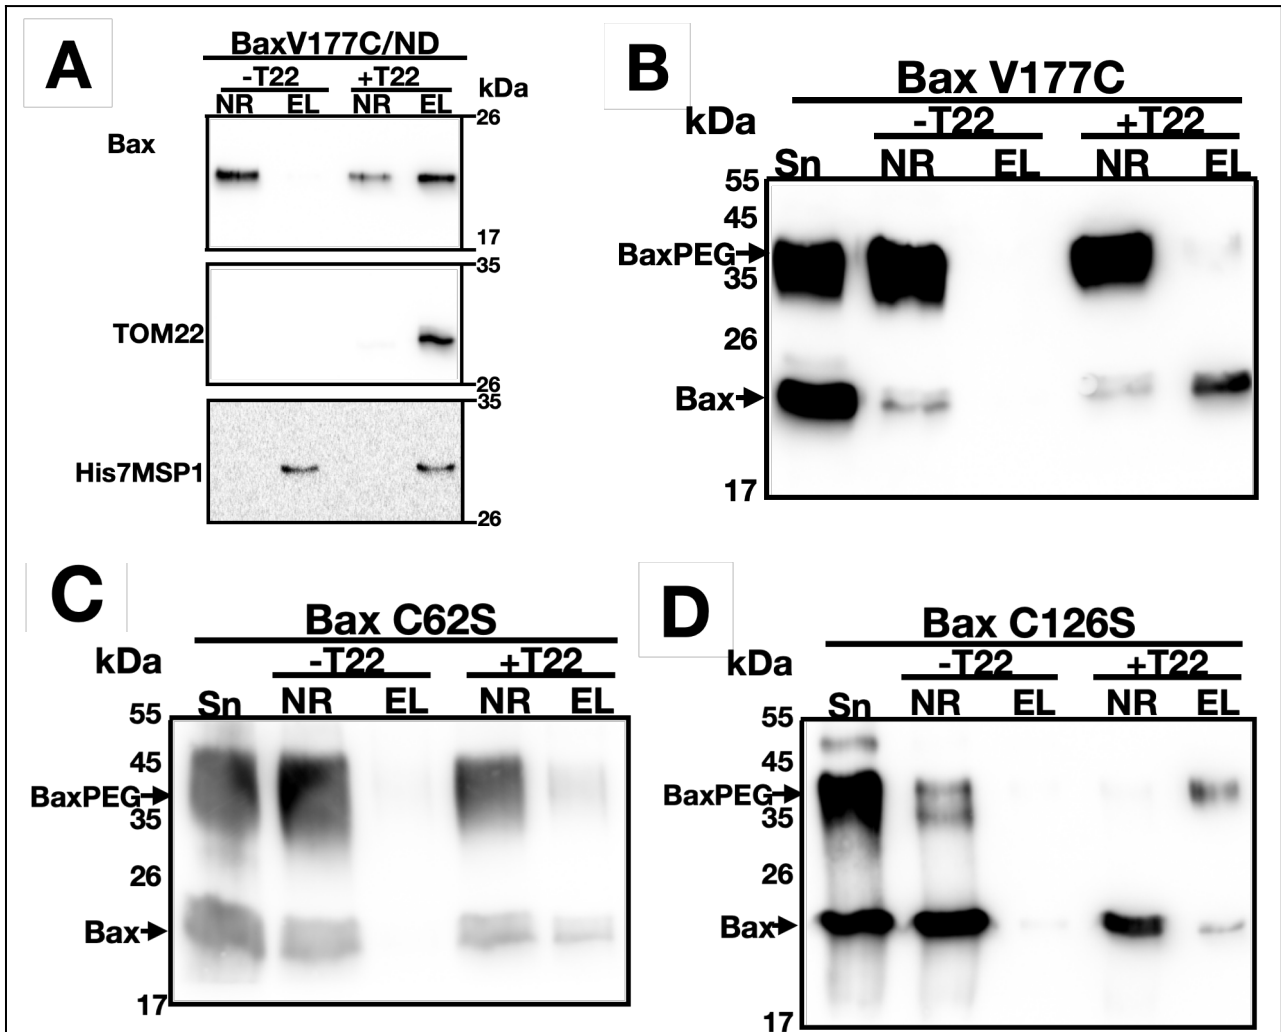 A
BaxV177C/ND
-T22 +T22
NR EL NR EL kDa
26
Bax
17
35
TOM22
26
35
His7MSP1
26
B
Bax V177C
kDa -T22 +T22
Sn NR EL NR EL
55
45
BaxPEG
35
26
Bax
17
C
Bax C62S
kDa -T22 +T22
Sn NR EL NR EL
55
45
BaxPEG
35
26
Bax
17
D
Bax C126S
kDa -T22 +T22
Sn NR EL NR EL
55
45
BaxPEG
35
26
Bax
17